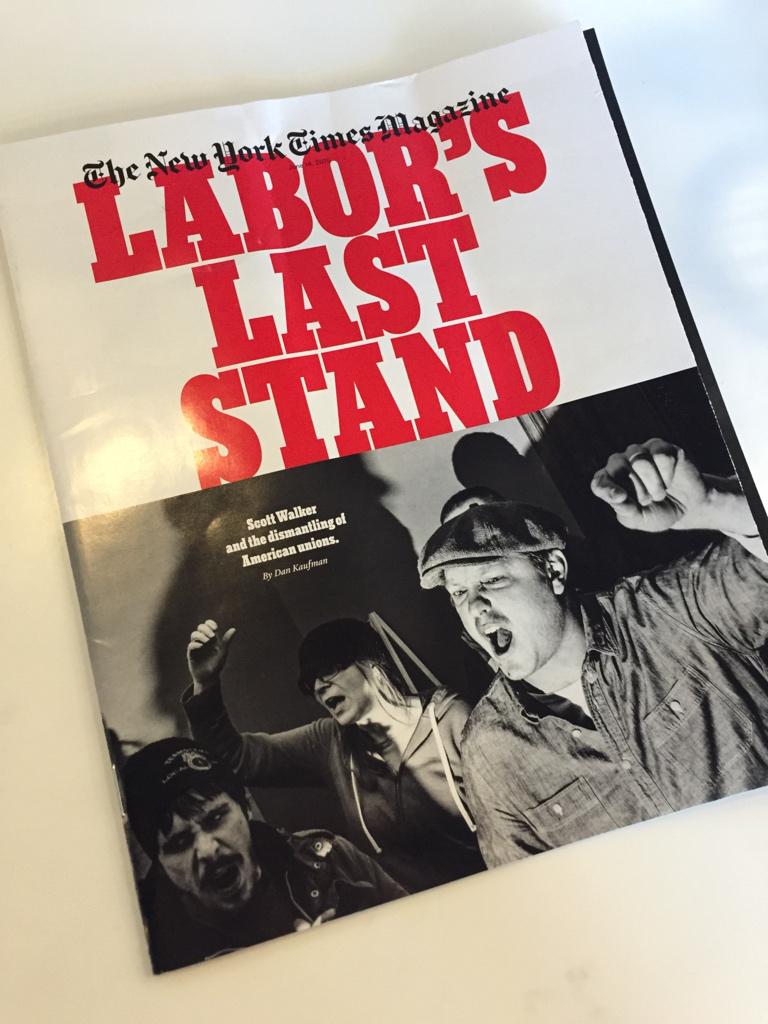 The New York Times Magazine
LABOR'S
LAST
STAND
Scott Walker
and the dismantling of
American unions.
By Dan Kaufman
LOCAL